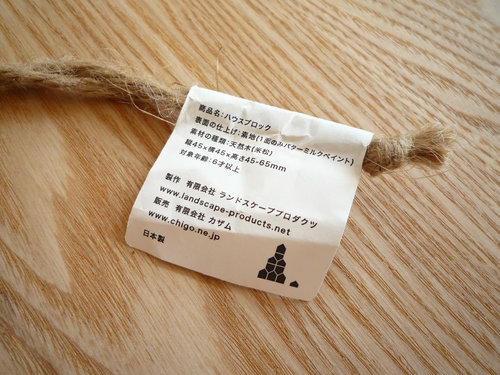 商品名：ハウスブロック
表面の仕上げ：素地(1面のみバターミルクペイント)
素材の種類：天然木(米松)
縦45×横45×高さ45-65mm
対象年齢：6才以上
製作 有限会社 ランドスケーププロダクツ
www.landscape-products.net
販売 有限会社 カザム
www.chigo.ne.jp
日本製